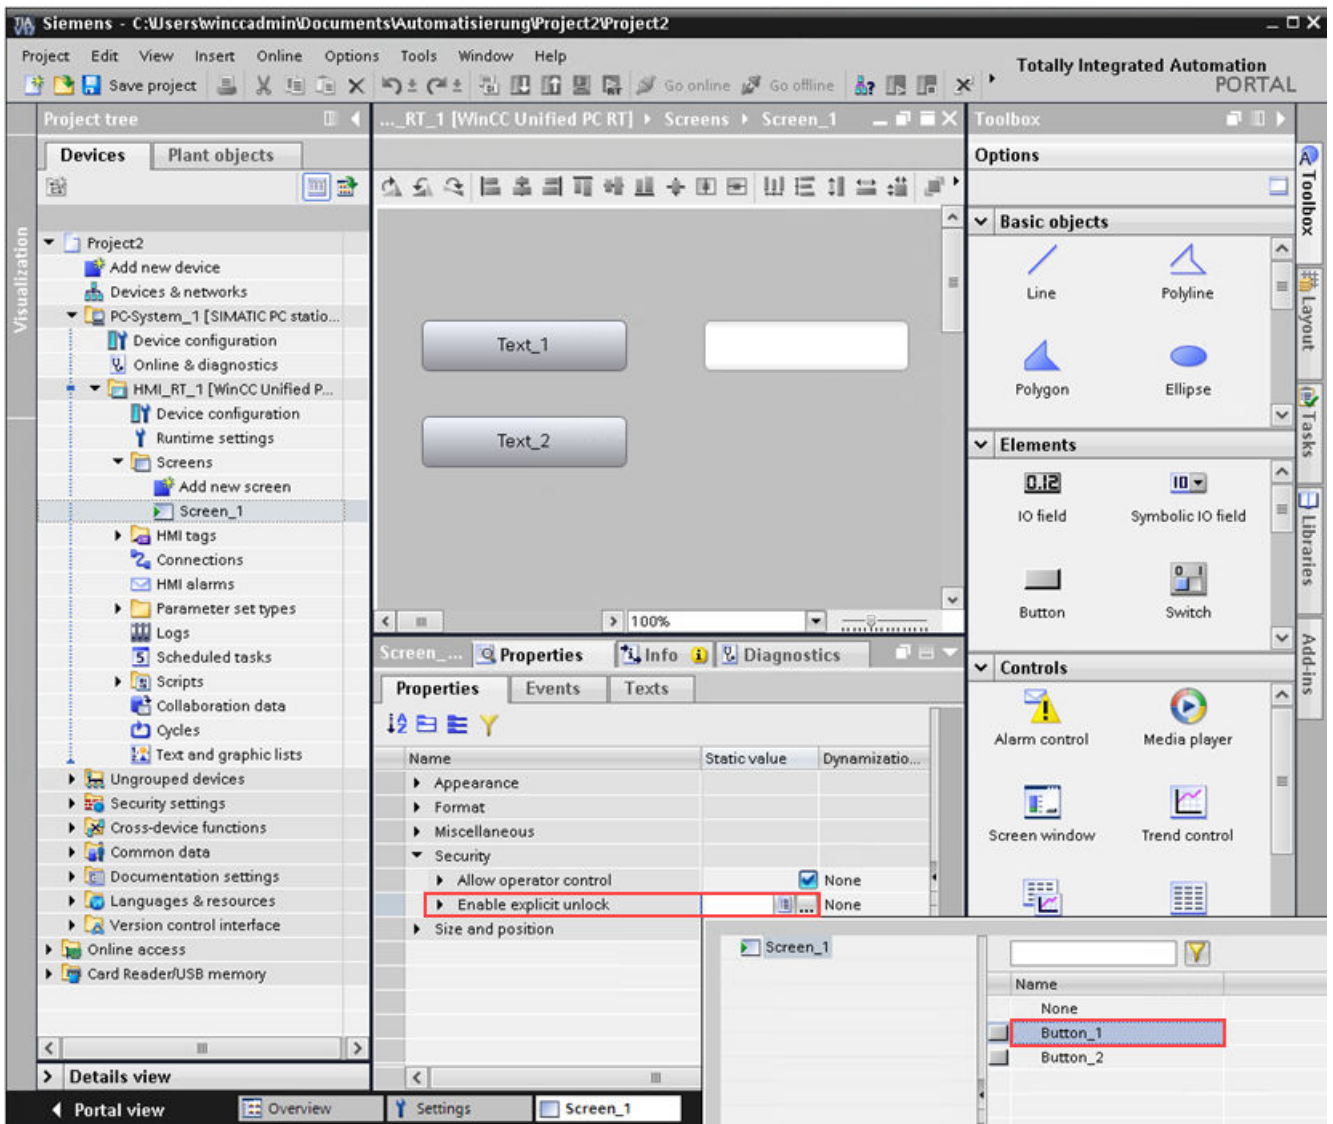 Siemens - C:\Users\winccadmin\Documents\Automatisierung\Project2\Project2
Project Edit View Insert Online Options Tools Window Help
Totally Integrated Automation
PORTAL
Save project
Go online
Go offline
Project tree
Devices
Plant objects
Visualization
Project2
Add new device
Devices & networks
PC-System_1 [SIMATIC PC statio...
Device configuration
Online & diagnostics
HMI_RT_1 [WinCC Unified P...
Device configuration
Runtime settings
Screens
Add new screen
Screen_1
HMI tags
Connections
HMI alarms
Parameter set types
Logs
Scheduled tasks
Scripts
Collaboration data
Cycles
Text and graphic lists
Ungrouped devices
Security settings
Cross-device functions
Common data
Documentation settings
Languages & resources
Version control interface
Online access
Card Reader/USB memory
Details view
Portal view
Overview
Settings
Screen_1
..._RT_1 [WinCC Unified PC RT] Screens Screen_1
Text_1
Text_2
100%
Screen_...
Properties
Info
Diagnostics
Properties
Events
Texts
Name
Static value
Dynamizatio...
Appearance
Format
Miscellaneous
Security
Allow operator control
None
Enable explicit unlock
...
None
Size and position
Screen_1
Name
None
Button_1
Button_2
Toolbox
Options
Basic objects
Line
Polyline
Polygon
Ellipse
Elements
0.12
IO field
10
Symbolic IO field
Button
0 1
Switch
Controls
Alarm control
Media player
Screen window
Trend control
Toolbox
Layout
Tasks
Libraries
Add-ins